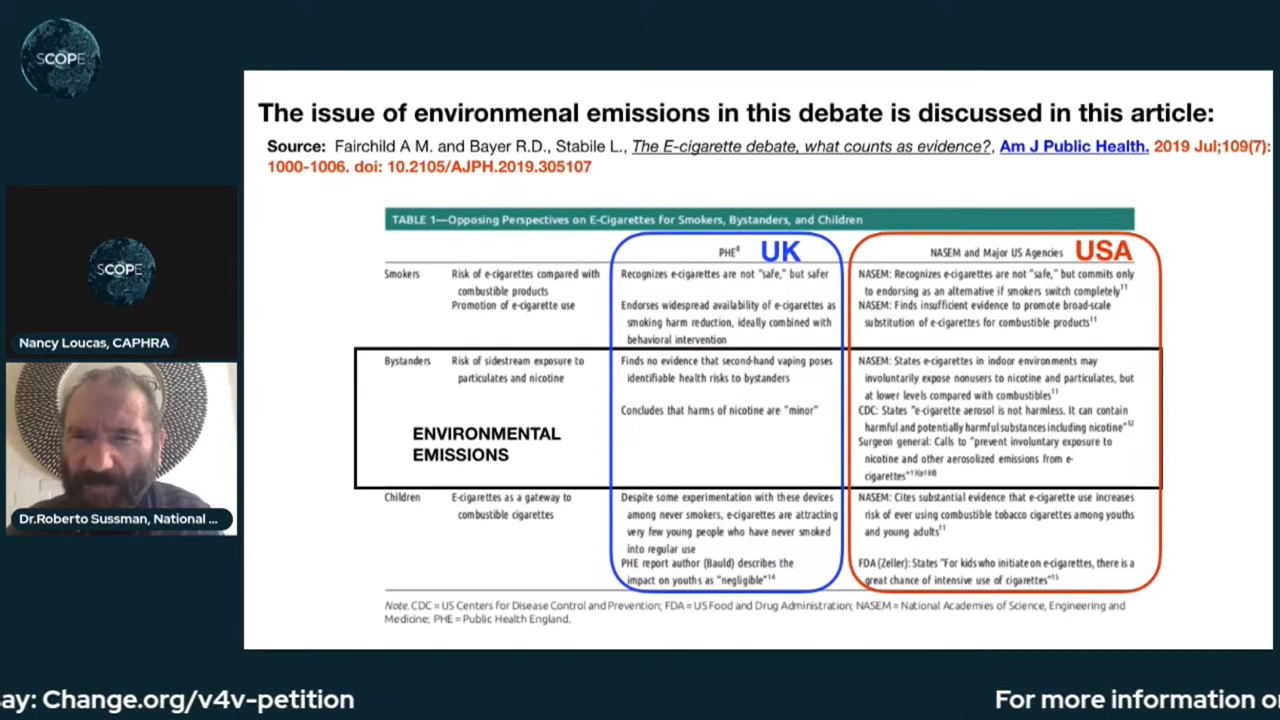 SCOPE
The issue of environmenal emissions in this debate is discussed in this article:
Source: Fairchild A M. and Bayer R.D., Stabile L., The E-cigarette debate, what counts as evidence?, Am J Public Health. 2019 Jul;109(7):
1000-1006. doi: 10.2105/AJPH.2019.305107
TABLE 1—Opposing Perspectives on E-Cigarettes for Smokers, Bystanders, and Children
PHE⁸ UK
NASEM and Major US Agencies USA
Smokers
Risk of e-cigarettes compared with
combustible products
Recognizes e-cigarettes are not "safe," but safer
NASEM: Recognizes e-cigarettes are not "safe," but commits only
to endorsing as an alternative if smokers switch completely¹¹
Promotion of e-cigarette use
Endorses widespread availability of e-cigarettes as
smoking harm reduction, ideally combined with
behavioral intervention
NASEM: Finds insufficient evidence to promote broad-scale
substitution of e-cigarettes for combustible products¹¹
Bystanders
Risk of sidestream exposure to
particulates and nicotine
Finds no evidence that second-hand vaping poses
identifiable health risks to bystanders
Concludes that harms of nicotine are "minor"
NASEM: States e-cigarettes in indoor environments may
involuntarily expose nonusers to nicotine and particulates, but
at lower levels compared with combustibles¹¹
CDC: States "e-cigarette aerosol is not harmless. It can contain
harmful and potentially harmful substances including nicotine"¹²
Surgeon general: Calls to "prevent involuntary exposure to
nicotine and other aerosolized emissions from e-
cigarettes"
ENVIRONMENTAL
EMISSIONS
Children
E-cigarettes as a gateway to
combustible cigarettes
Despite some experimentation with these devices
among never smokers, e-cigarettes are attracting
very few young people who have never smoked
into regular use
PHE report author (Bauld) describes the
impact on youths as "negligible"¹⁴
NASEM: Cites substantial evidence that e-cigarette use increases
risk of ever using combustible tobacco cigarettes among youths
and young adults¹¹
FDA (Zeller): States "For kids who initiate on e-cigarettes, there is a
great chance of intensive use of cigarettes"¹⁵
Note. CDC = US Centers for Disease Control and Prevention; FDA = US Food and Drug Administration; NASEM = National Academies of Science, Engineering and
Medicine; PHE = Public Health England.
SCOPE
Nancy Loucas, CAPHRA
Dr.Roberto Sussman, National ...
say: Change.org/v4v-petition
For more information o